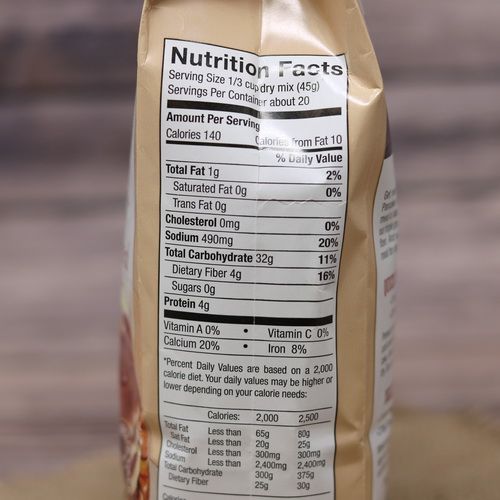 Nutrition Facts
Serving Size 1/3 cup dry mix (45g)
Servings Per Container about 20
Amount Per Serving
Calories 140 Calories from Fat 10
% Daily Value
Total Fat 1g 2%
Saturated Fat 0g 0%
Trans Fat 0g
Cholesterol 0mg 0%
Sodium 490mg 20%
Total Carbohydrate 32g 11%
Dietary Fiber 4g 16%
Sugars 0g
Protein 4g
Vitamin A 0% • Vitamin C 0%
Calcium 20% • Iron 8%
*Percent Daily Values are based on a 2,000
calorie diet. Your daily values may be higher or
lower depending on your calorie needs:
Calories: 2,000 2,500
Total Fat Less than 65g 80g
Sat Fat Less than 20g 25g
Cholesterol Less than 300mg 300mg
Sodium Less than 2,400mg 2,400mg
Total Carbohydrate 300g 375g
Dietary Fiber 25g 30g